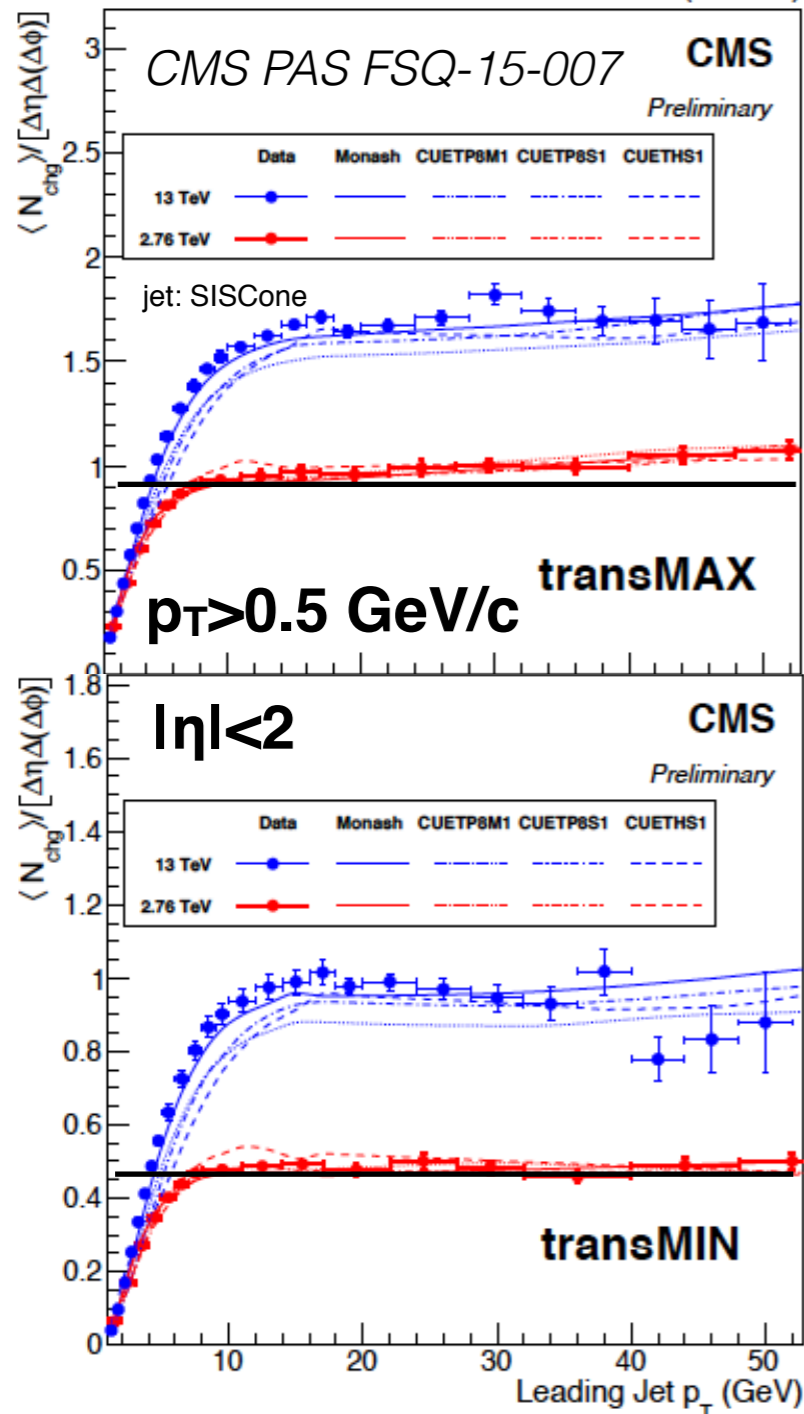 CMS PAS FSQ-15-007
CMS
Preliminary
⟨ N_chg ⟩/ [ΔηΔ(Δϕ)]
Data Monash CUETP8M1 CUETP8S1 CUETHS1
13 TeV
2.76 TeV
jet: SISCone
3
2.5
2
1.5
1
0.5
0
transMAX
p_T>0.5 GeV/c
|η|<2
CMS
Preliminary
⟨ N_chg ⟩/ [ΔηΔ(Δϕ)]
Data Monash CUETP8M1 CUETP8S1 CUETHS1
13 TeV
2.76 TeV
1.8
1.6
1.4
1.2
1
0.8
0.6
0.4
0.2
0
transMIN
10 20 30 40 50
Leading Jet p_T (GeV)